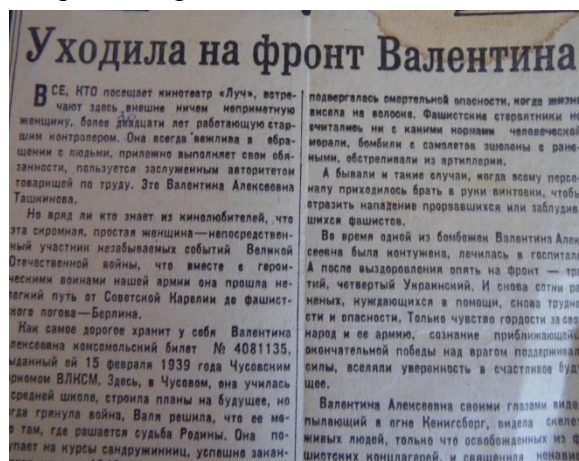 Уходила на фронт Валентина
ВСЕ, КТО посещает кинотеатр «Луч», встре-
чают здесь внешне ничем неприметную
женщину, более двадцати лет работающую стар-
шим контролером. Она всегда вежлива в обра-
щении с людьми, прилежно выполняет свои обя-
занности, пользуется заслуженным авторитетом
товарищей по труду. Это Валентина Алексеевна
Ташкинова.
Но вряд ли кто знает из кинолюбителей, что
эта скромная, простая женщина—непосредствен-
ный участник незабываемых событий Великой
Отечественной войны, что вместе с герои-
ческими воинами нашей армии она прошла не-
легкий путь от Советской Карелии до фашист-
кого логова—Берлина.
Как самое дорогое хранит у себя Валентина
лексеевна комсомольский билет № 4081135,
ыданный ей 15 февраля 1939 года Чусовским
ркомом ВЛКСМ. Здесь, в Чусовом, она училась
средней школе, строила планы на будущее, но
гда грянула война, Валя решила, что ее ме-
о там, где решается судьба Родины. Она по-
упает на курсы сандружинниц, успешно закан-
подвергалась смертельной опасности, когда жизнь
висела на волоске. Фашистские стервятники не
считались ни с какими нормами человеческой
морали, бомбили с самолетов эшелоны с ране-
ными, обстреливали из артиллерии.
А бывали и такие случаи, когда всему персо-
налу приходилось брать в руки винтовки, чтобы
отразить нападение прорвавшихся или заблудив-
шихся фашистов.
Во время одной из бомбежек Валентина Алек
сеевна была контужена, лечилась в госпитал
А после выздоровления опять на фронт — тре
тий, четвертый Украинский. И снова сотни ра
неных, нуждающихся в помощи, снова трудно
сти и опасности. Только чувство гордости за сво
народ и ее армию, сознание приближающейс
окончательной победы над врагом поддержива
силы, вселяли уверенность в счастливое буду
щее.
Валентина Алексеевна своими глазами виде
пылающий в огне Кенигсберг, видела скеле
живых людей, только что освобожденных из ф
шистских концлагерей, и священная ненавис